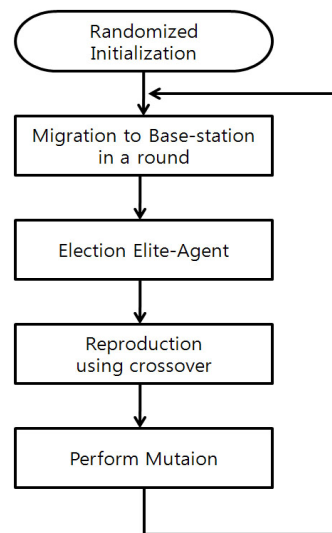 Randomized
Initialization
Migration to Base-station
in a round
Election Elite-Agent
Reproduction
using crossover
Perform Mutaion